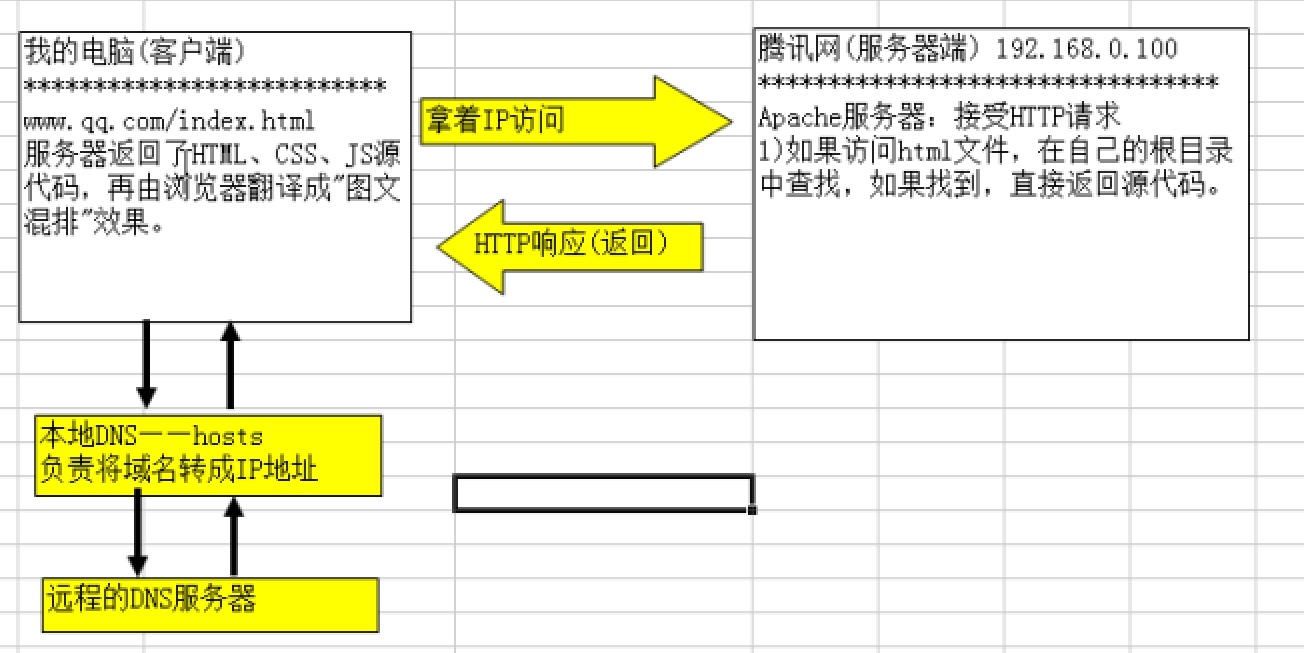 我的电脑(客户端)
**************************
www.qq.com/index.html
服务器返回了HTML、CSS、JS源
代码，再由浏览器翻译成"图文
混排"效果。
拿着IP访问
HTTP响应(返回)
腾讯网(服务器端) 192.168.0.100
*********************************
Apache服务器：接受HTTP请求
1)如果访问html文件，在自己的根目录
中查找，如果找到，直接返回源代码。
本地DNS——hosts
负责将域名转成IP地址
远程的DNS服务器